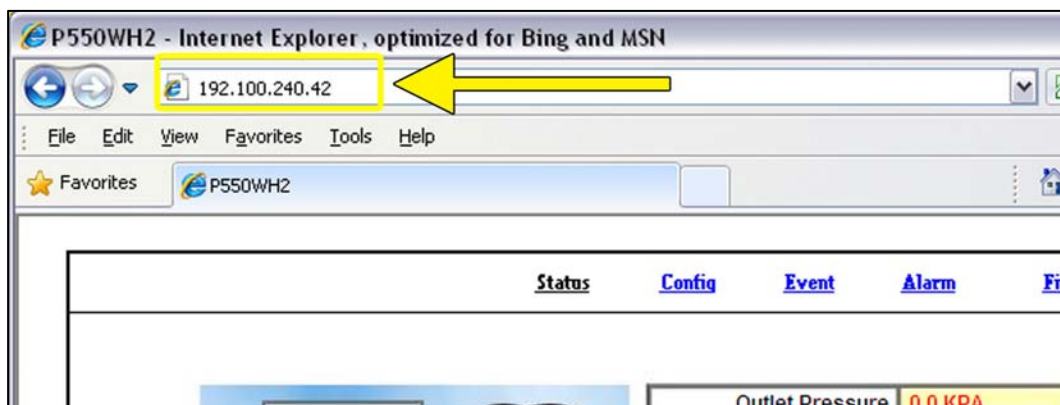 P550WH2 - Internet Explorer, optimized for Bing and MSN
192.100.240.42
File Edit View Favorites Tools Help
Favorites P550WH2
Status Config Event Alarm
Outlet Pressure 0.0 KPA